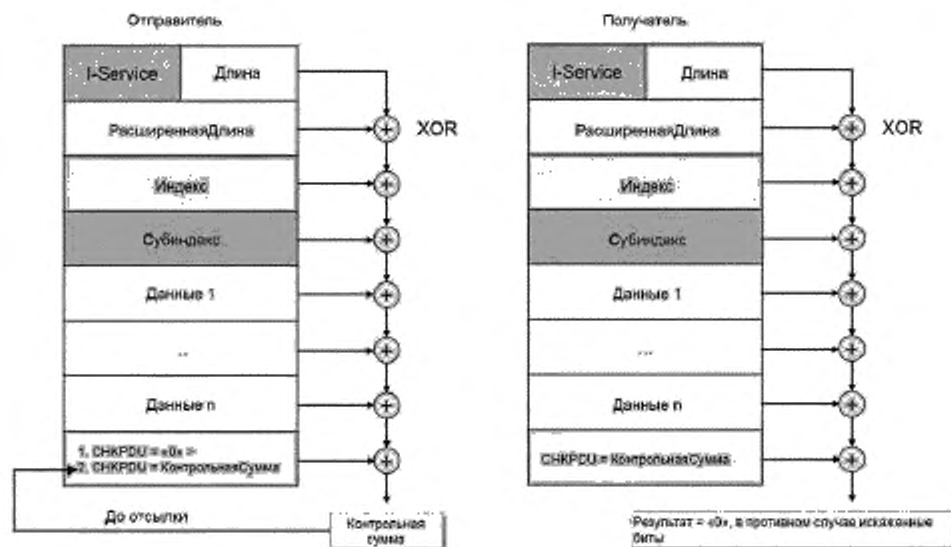 Отправитель
I-Service
Длина
РасширеннаяДлина
XOR
Индекс
Субиндекс
Данные 1
...
Данные n
1, CHKPDU = «0» >
2, CHKPDU = КонтрольнаяСумма
До отсылки
Контрольная
сумма
Получатель
I-Service
Длина
РасширеннаяДлина
XOR
Индекс
Субиндекс
Данные 1
...
Данные n
CHKPDU = КонтрольнаяСумма
Результат = «0», в противном случае искаженные
биты